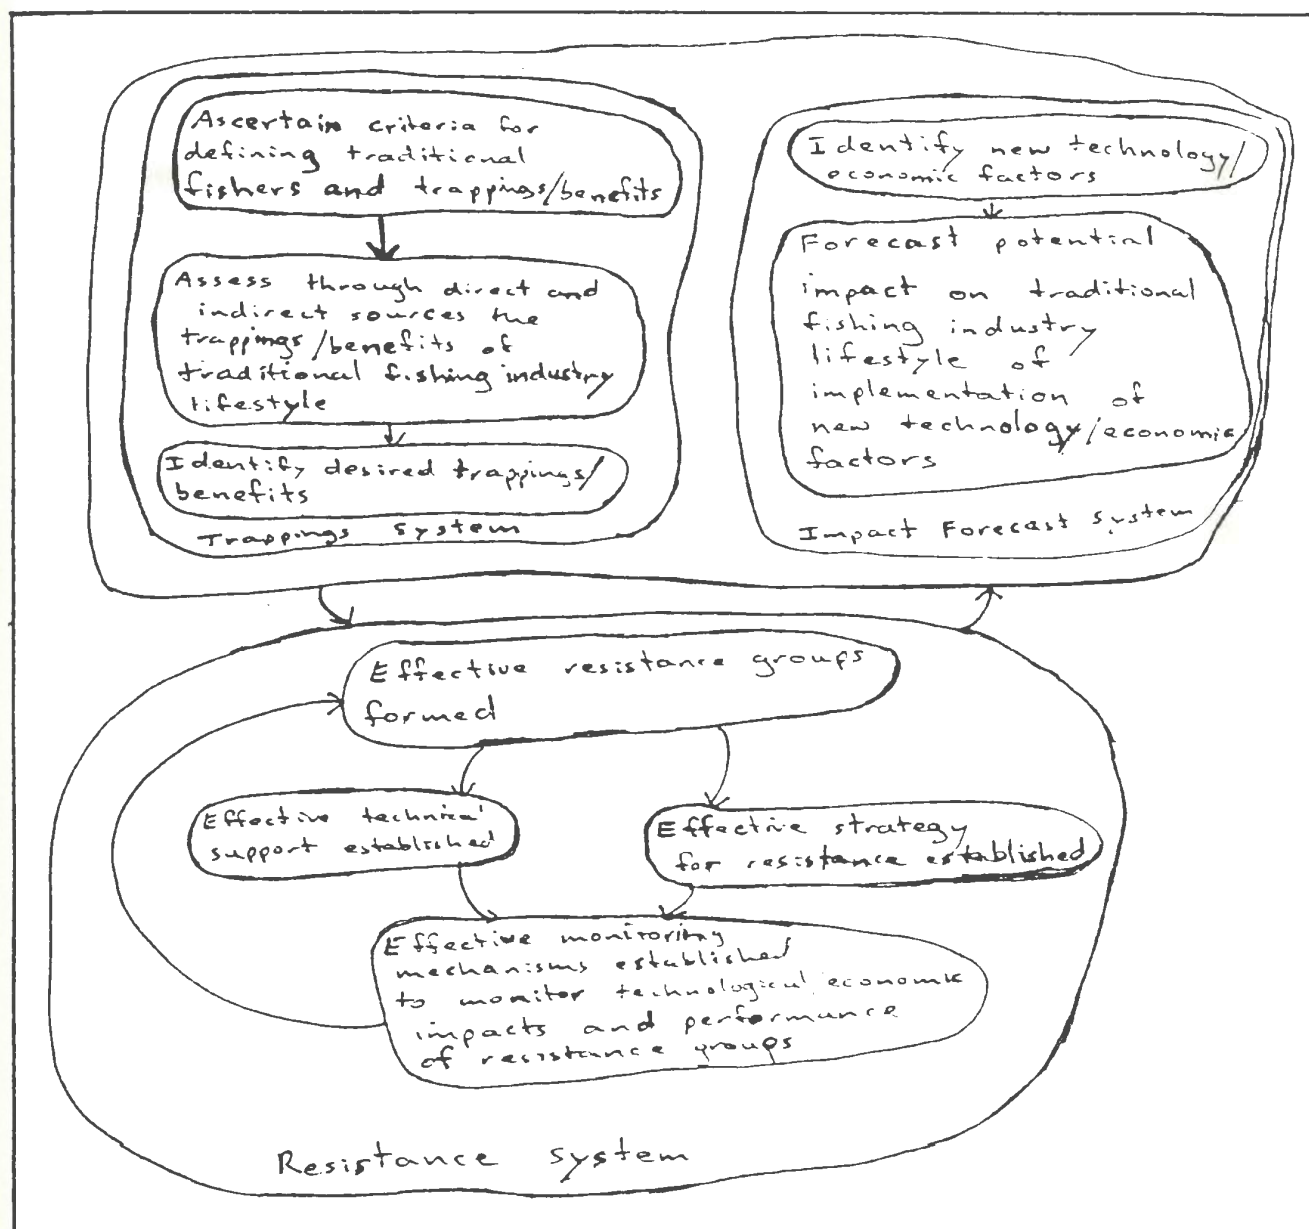 Ascertain criteria for
defining traditional
fishers and trappings/benefits
Assess through direct and
indirect sources the
trappings/benefits of
traditional fishing industry
lifestyle
Identify desired trappings/
benefits
Trappings system
Identify new technology/
economic factors
Forecast potential
impact on traditional
fishing industry
lifestyle of
implementation of
new technology/economic
factors
Impact Forecast system
Effective resistance groups
formed
Effective technical
support established
Effective strategy
for resistance established
Effective monitoring
mechanisms established
to monitor technological/economic
impacts and performance
of resistance groups
Resistance system